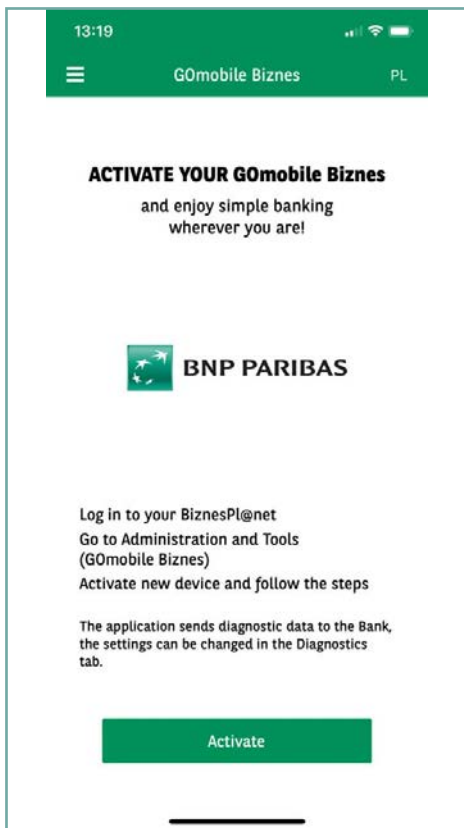 13:19
GOmobile Biznes PL
ACTIVATE YOUR GOmobile Biznes
and enjoy simple banking
wherever you are!
BNP PARIBAS
Log in to your BiznesPl@net
Go to Administration and Tools
(GOmobile Biznes)
Activate new device and follow the steps
The application sends diagnostic data to the Bank,
the settings can be changed in the Diagnostics
tab.
Activate